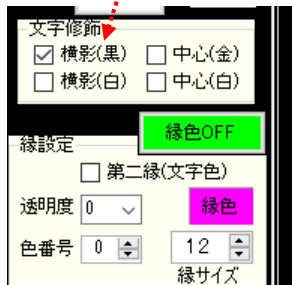 文字修飾
横影(黒) 中心(金)
横影(白) 中心(白)
縁色OFF
縁設定
第二縁(文字色)
透明度 0 縁色
色番号 0 12
縁サイズ